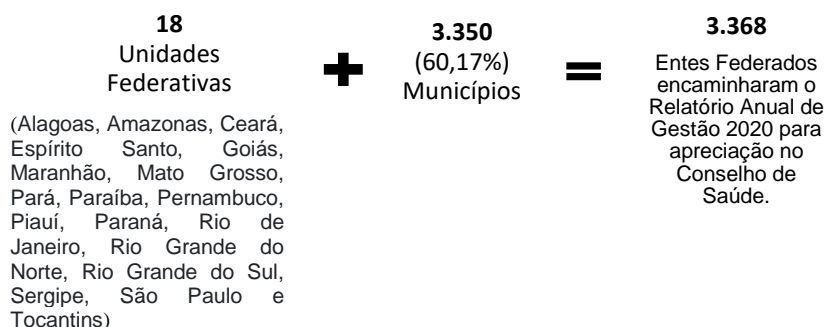 18
Unidades
Federativas
(Alagoas, Amazonas, Ceará,
Espírito Santo, Goiás,
Maranhão, Mato Grosso,
Pará, Paraíba, Pernambuco,
Piauí, Paraná, Rio de
Janeiro, Rio Grande do
Norte, Rio Grande do Sul,
Sergipe, São Paulo e
Tocantins)
+
3.350
(60,17%)
Municípios
=
3.368
Entes Federados
encaminharam o
Relatório Anual de
Gestão 2020 para
apreciação no
Conselho de
Saúde.